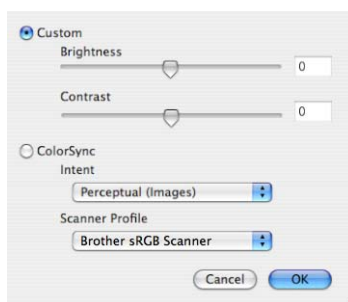 Custom
Brightness
0
Contrast
0
ColorSync
Intent
Perceptual (Images)
Scanner Profile
Brother sRGB Scanner
Cancel OK